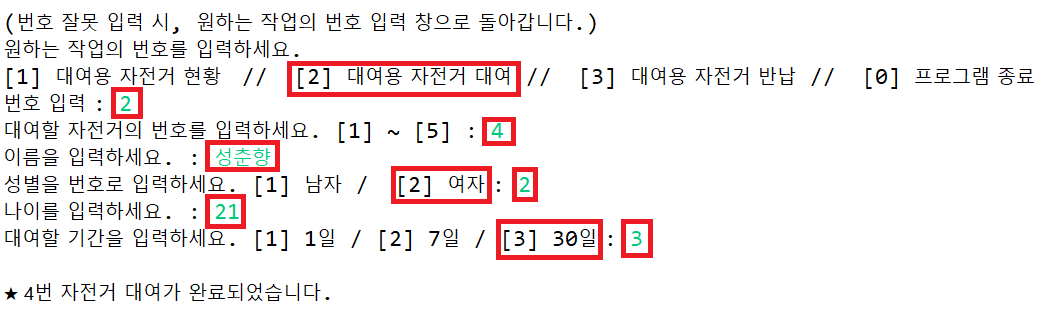 (번호 잘못 입력 시, 원하는 작업의 번호 입력 창으로 돌아갑니다.)
원하는 작업의 번호를 입력하세요.
[1] 대여용 자전거 현황 // [2] 대여용 자전거 대여 // [3] 대여용 자전거 반납 // [0] 프로그램 종료
번호 입력 : 2
대여할 자전거의 번호를 입력하세요. [1] ~ [5] : 4
이름을 입력하세요. : 성춘향
성별을 번호로 입력하세요. [1] 남자 / [2] 여자 : 2
나이를 입력하세요. : 21
대여할 기간을 입력하세요. [1] 1일 / [2] 7일 / [3] 30일 : 3
★ 4번 자전거 대여가 완료되었습니다.